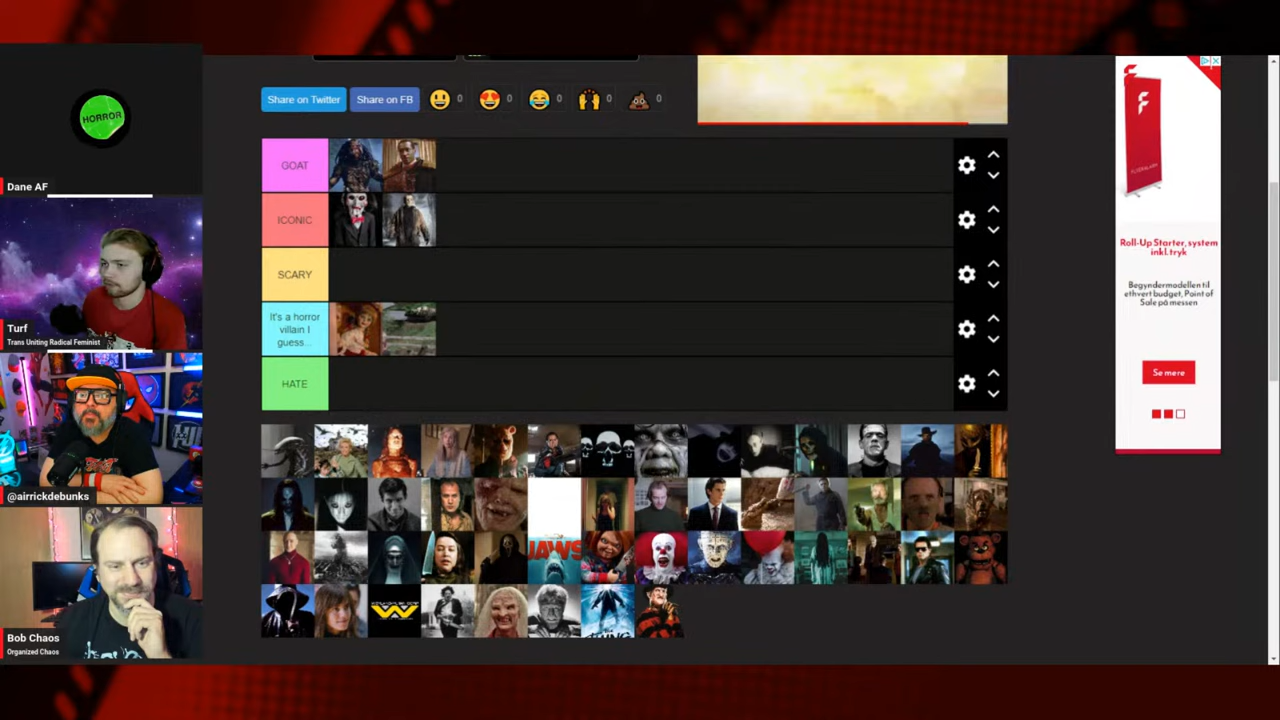 HORROR
Dane AF
Turf
Trans Uniting Radical Feminist
@airrickdebunks
Bob Chaos
Organized Chaos
Share on Twitter
Share on FB
0
0
0
0
0
GOAT
ICONIC
SCARY
It's a horror
villain I
guess...
HATE
JAWS
THING
F
Roll-Up Starter, system
inkl. tryk
Begyndermodellen til
ethvert budget, Point of
Sale på messen
Se mere